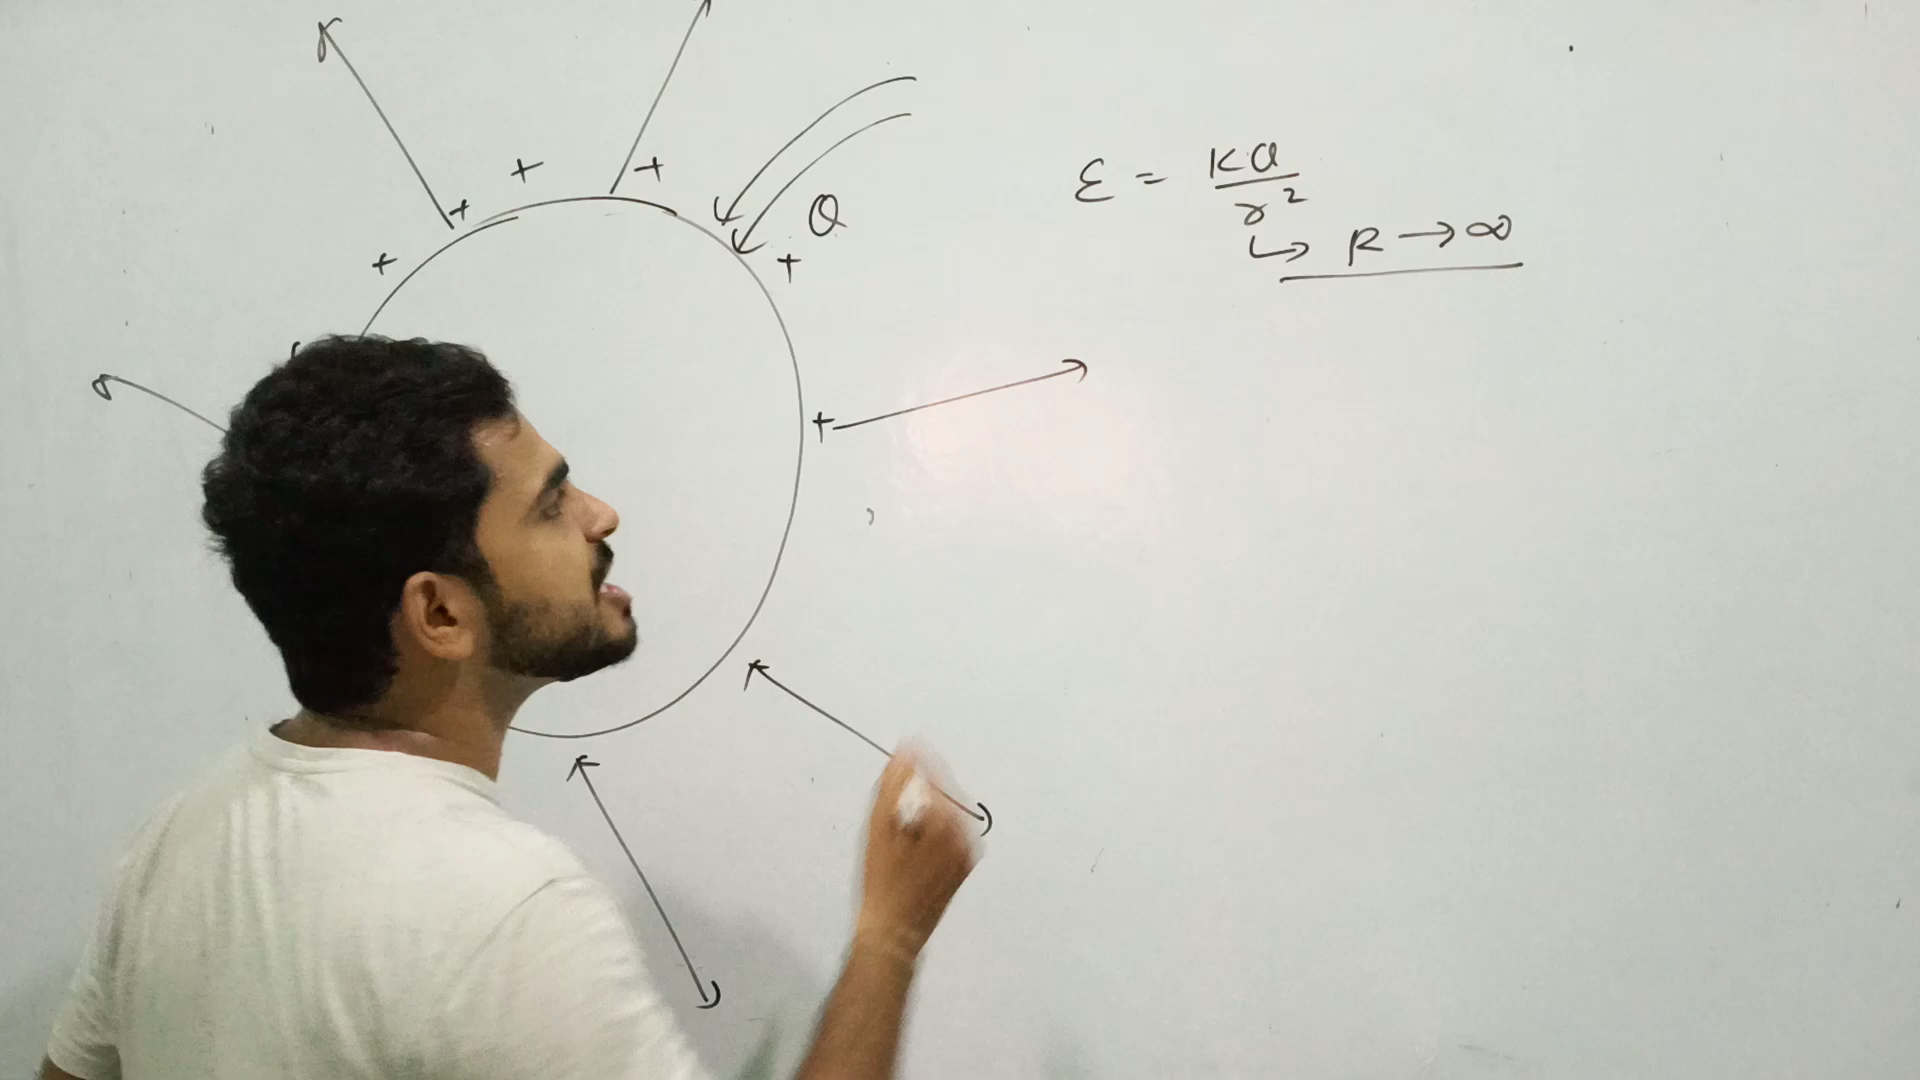 + +
+
+
Q
+
+
ε = KQ/r²
↳ R → ∞